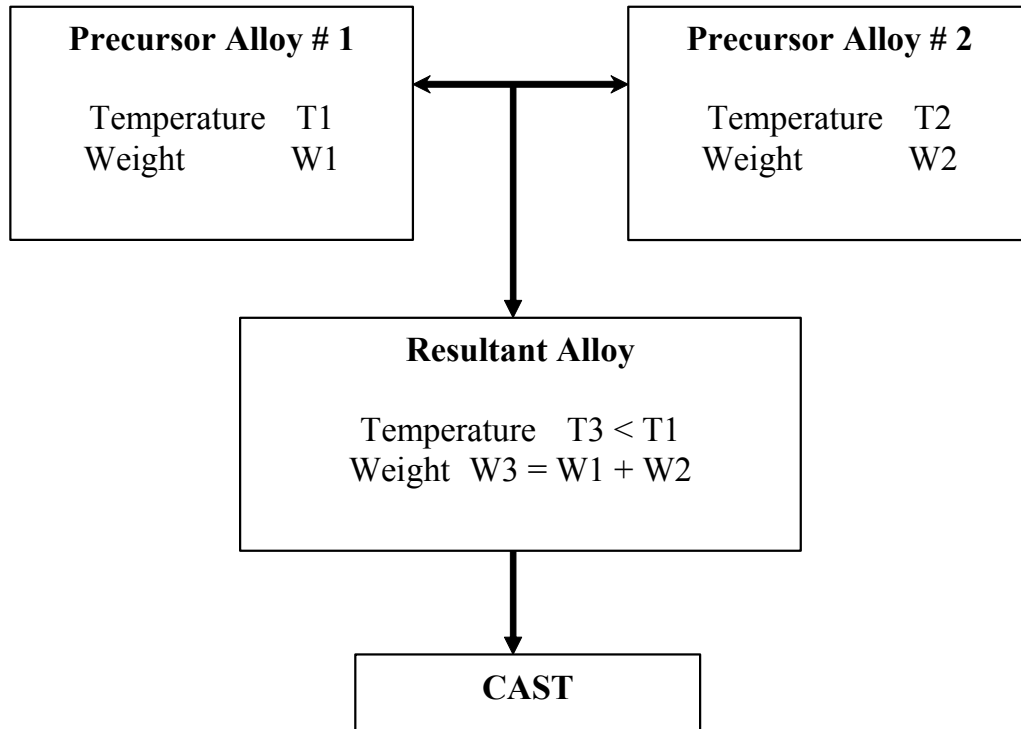 Precursor Alloy # 1
Temperature T1
Weight W1
Precursor Alloy # 2
Temperature T2
Weight W2
Resultant Alloy
Temperature T3 < T1
Weight W3 = W1 + W2
CAST